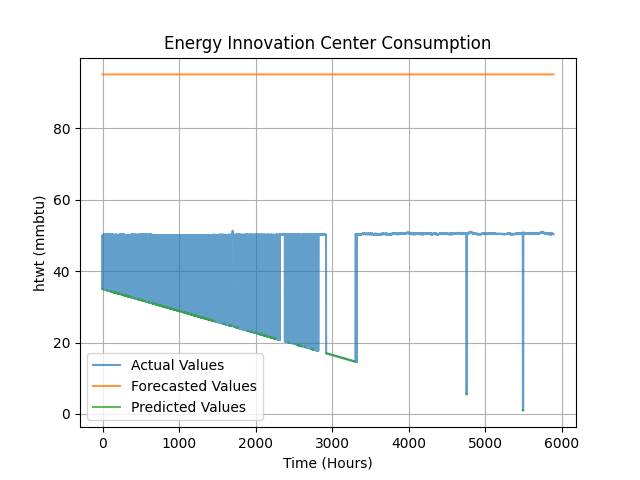 Energy Innovation Center Consumption
htwt (mmbtu)
80
60
40
20
0
Actual Values
Forecasted Values
Predicted Values
0 1000 2000 3000 4000 5000 6000
Time (Hours)